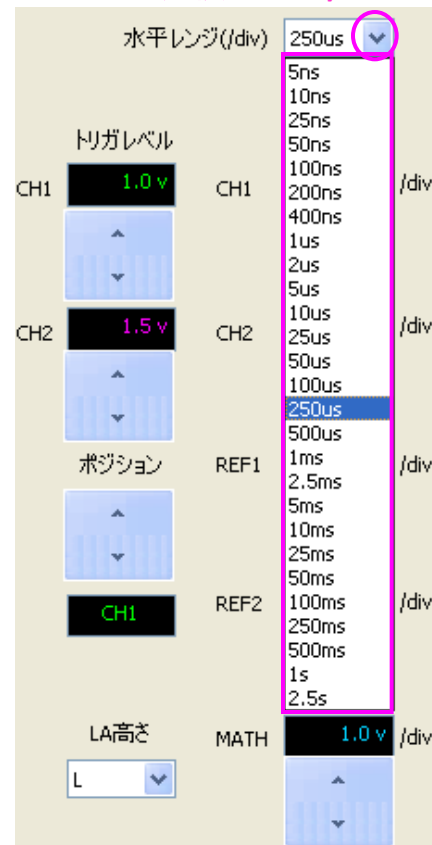 水平レンジ(/div) 250us
5ns
10ns
25ns
50ns
トリガレベル
100ns
CH1 1.0 v CH1 200ns /div
400ns
1us
2us
5us
10us
CH2 1.5 v CH2 25us /div
50us
100us
250us
500us
ポジション REF1 1ms /div
2.5ms
5ms
10ms
25ms
50ms
CH1 REF2 100ms /div
250ms
500ms
1s
2.5s
LA高さ MATH 1.0 v /div
L